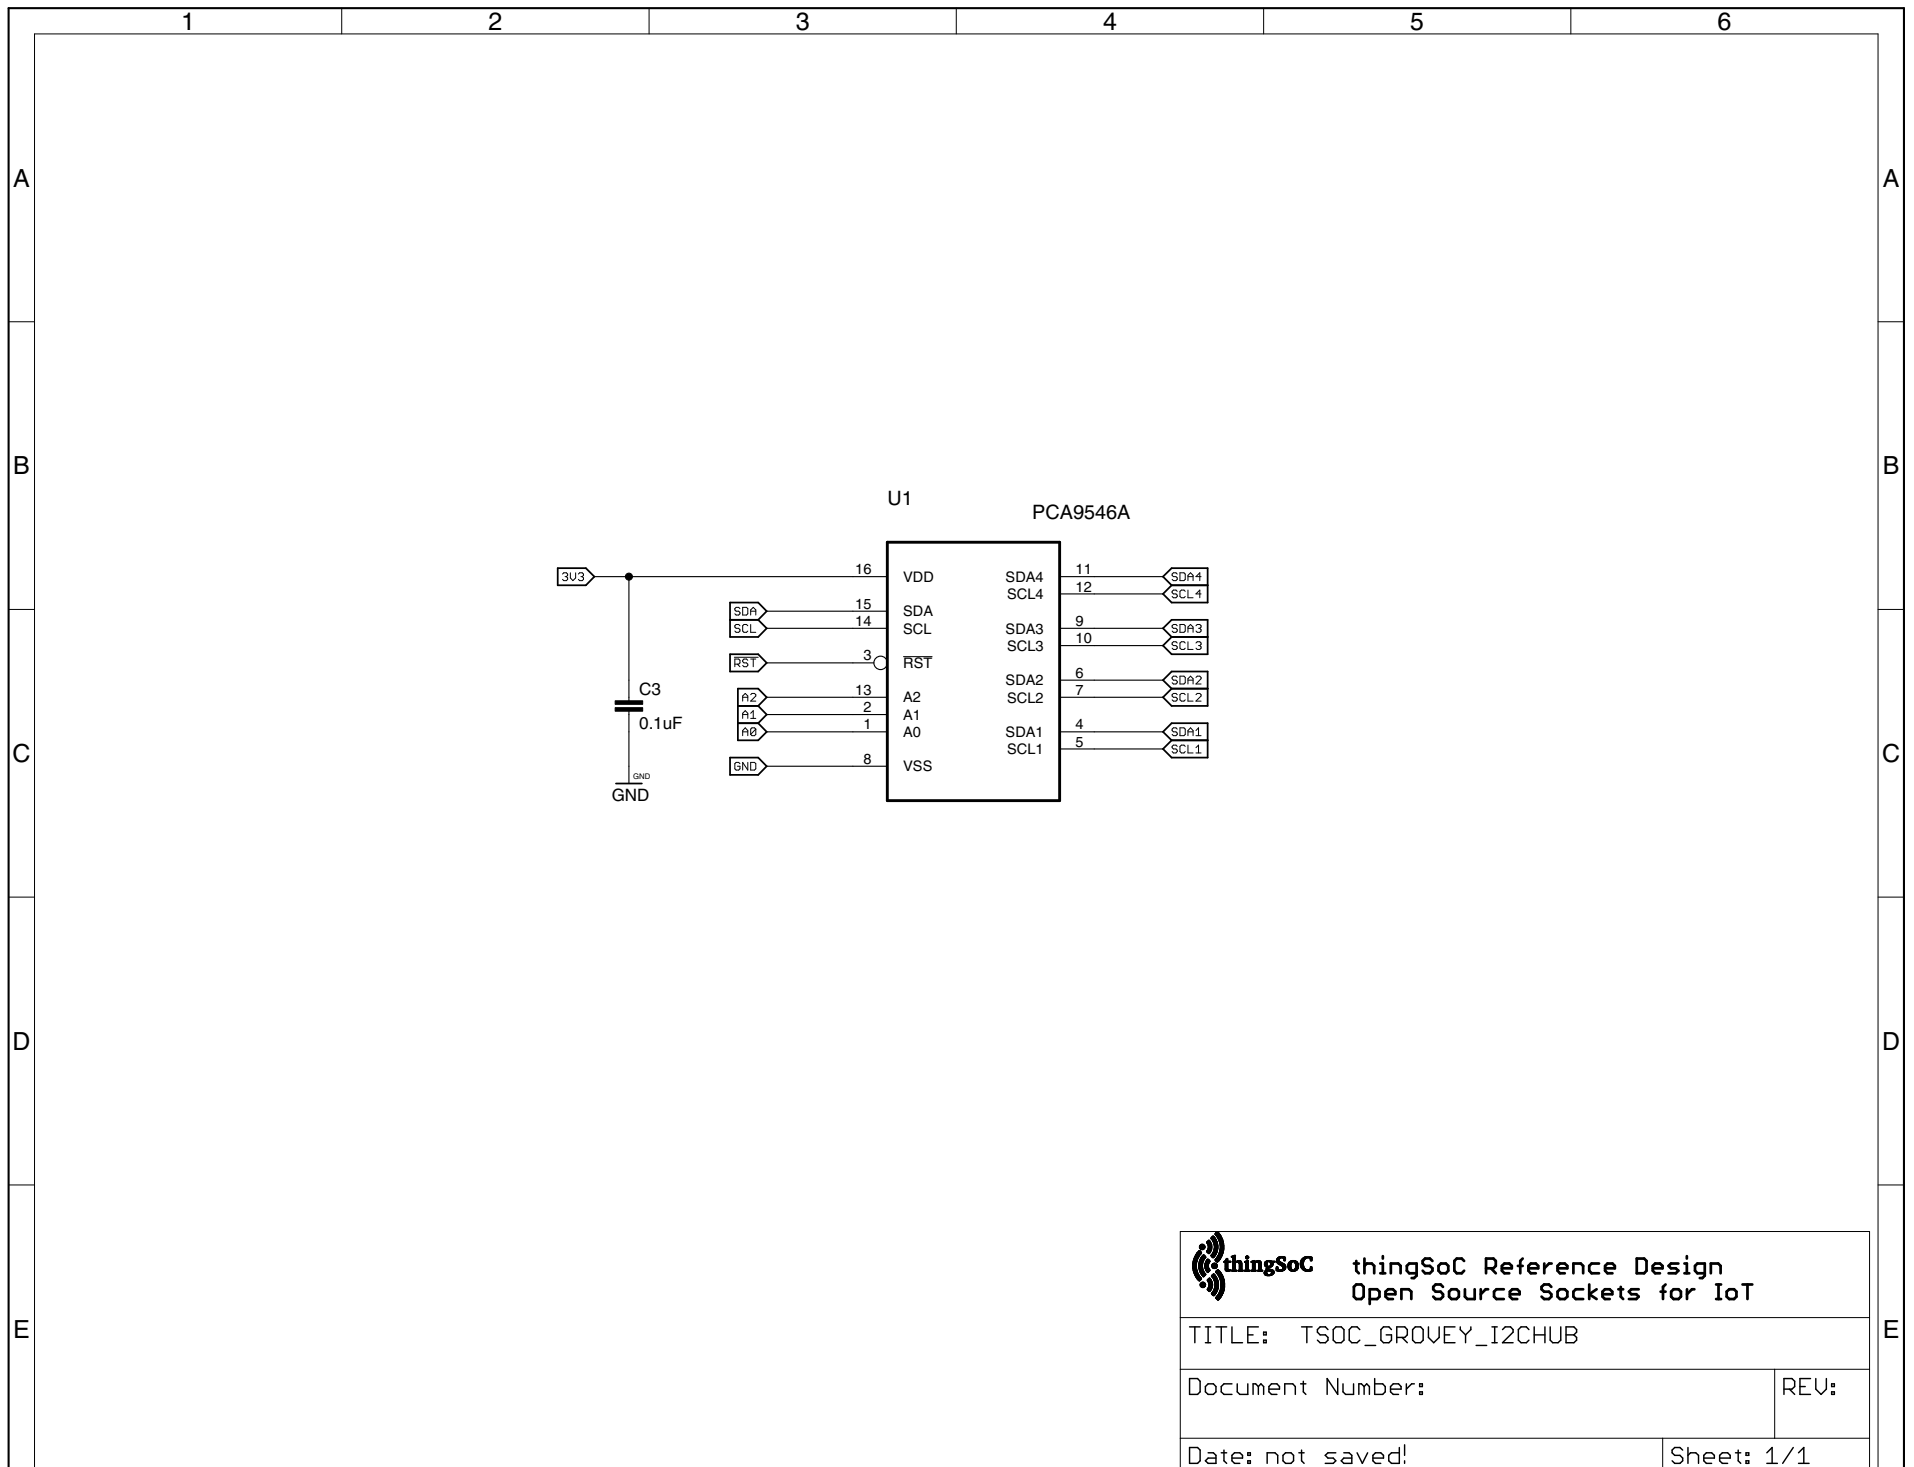 1 2 3 4 5 6
A A
B B
U1
PCA9546A
3V3 16 VDD SDA4 11 SDA4
SCL4 12 SCL4
SDA 15 SDA
SCL 14 SCL SDA3 9 SDA3
SCL3 10 SCL3
RST 3 RST
SDA2 6 SDA2
C3
A2 13 A2 SCL2 7 SCL2
A1 2 A1
0.1uF
A0 1 A0 SDA1 4 SDA1
SCL1 5 SCL1
C C
GND 8 VSS
GND
GND
D D
thingSoC
thingSoC Reference Design
Open Source Sockets for IoT
E E
TITLE: TSOC_GROVEY_I2CHUB
Document Number: REV:
Date: not saved! Sheet: 1/1